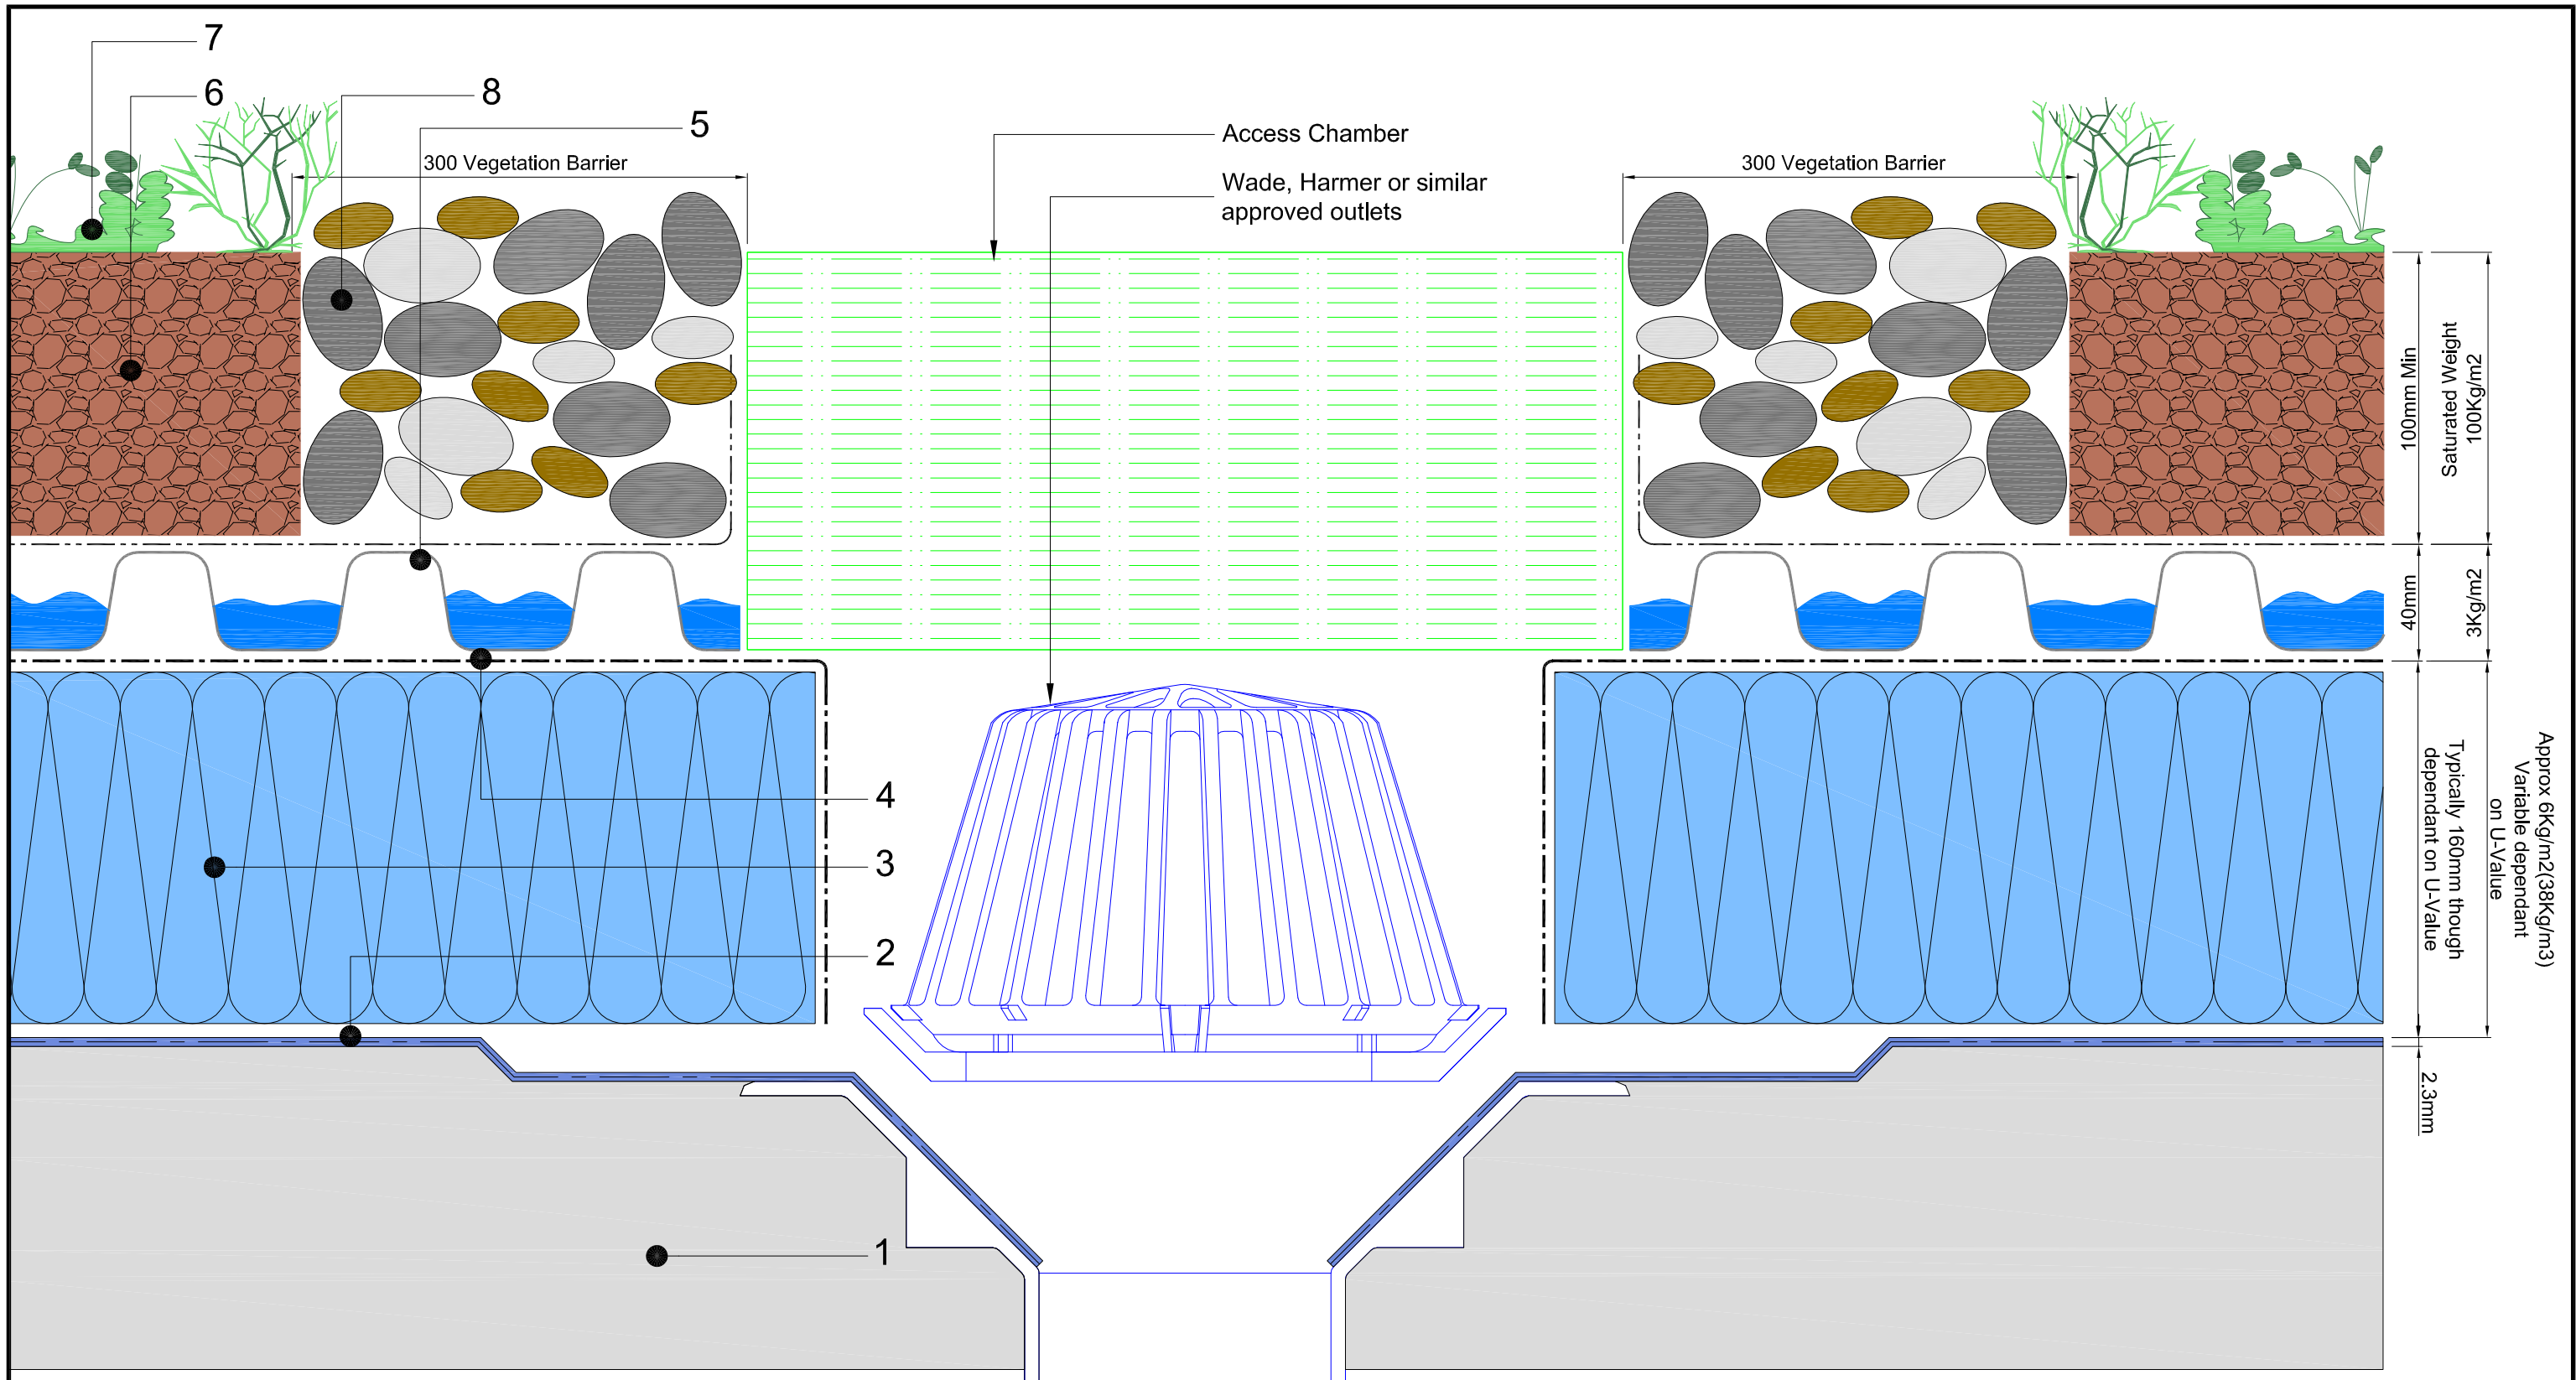 7
6
8
5
300 Vegetation Barrier
Access Chamber
Wade, Harmer or similar
approved outlets
300 Vegetation Barrier
100mm Min
Saturated Weight
100Kg/m2
40mm
3Kg/m2
4
3
2
1
Typically 160mm though
dependant on U-Value
Approx 6Kg/m2(38Kg/m3)
Variable dependant
on U-Value
2.3mm